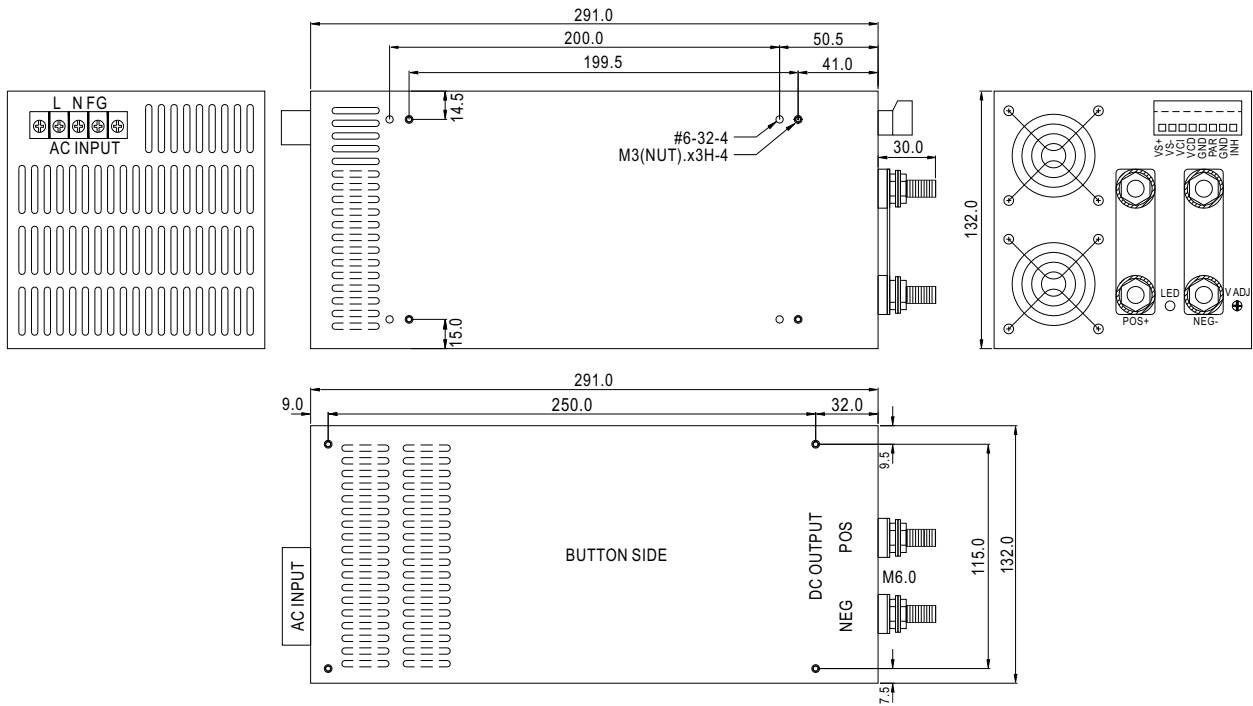 291.0
200.0
50.5
199.5
41.0
14.5
#6-32-4
M3(NUT).x3H-4
30.0
15.0
L N FG
AC INPUT
132.0
VS+
VS-
VCI
VCD
GND
PAR
GND
INH
LED
V ADJ
POS+
NEG-
291.0
9.0
250.0
32.0
9.5
AC INPUT
BUTTON SIDE
DC OUTPUT
POS
NEG
M6.0
115.0
132.0
7.5